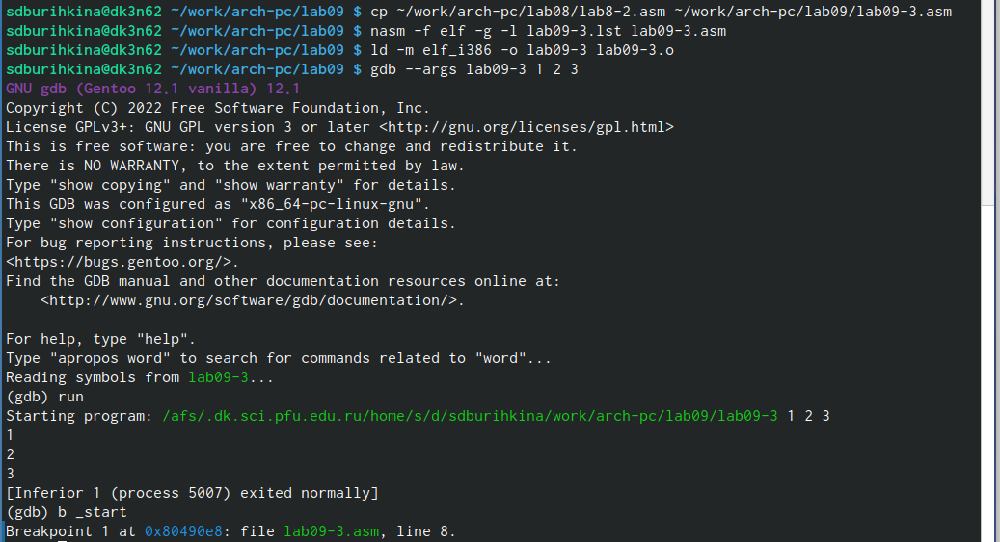 sdburihkina@dk3n62 ~/work/arch-pc/lab09 $ cp ~/work/arch-pc/lab08/lab8-2.asm ~/work/arch-pc/lab09/lab09-3.asm
sdburihkina@dk3n62 ~/work/arch-pc/lab09 $ nasm -f elf -g -l lab09-3.lst lab09-3.asm
sdburihkina@dk3n62 ~/work/arch-pc/lab09 $ ld -m elf_i386 -o lab09-3 lab09-3.o
sdburihkina@dk3n62 ~/work/arch-pc/lab09 $ gdb --args lab09-3 1 2 3
GNU gdb (Gentoo 12.1 vanilla) 12.1
Copyright (C) 2022 Free Software Foundation, Inc.
License GPLv3+: GNU GPL version 3 or later <http://gnu.org/licenses/gpl.html>
This is free software: you are free to change and redistribute it.
There is NO WARRANTY, to the extent permitted by law.
Type "show copying" and "show warranty" for details.
This GDB was configured as "x86_64-pc-linux-gnu".
Type "show configuration" for configuration details.
For bug reporting instructions, please see:
<https://bugs.gentoo.org/>.
Find the GDB manual and other documentation resources online at:
    <http://www.gnu.org/software/gdb/documentation/>.

For help, type "help".
Type "apropos word" to search for commands related to "word"...
Reading symbols from lab09-3...
(gdb) run
Starting program: /afs/.dk.sci.pfu.edu.ru/home/s/d/sdburihkina/work/arch-pc/lab09/lab09-3 1 2 3
1
2
3
[Inferior 1 (process 5007) exited normally]
(gdb) b _start
Breakpoint 1 at 0x80490e8: file lab09-3.asm, line 8.